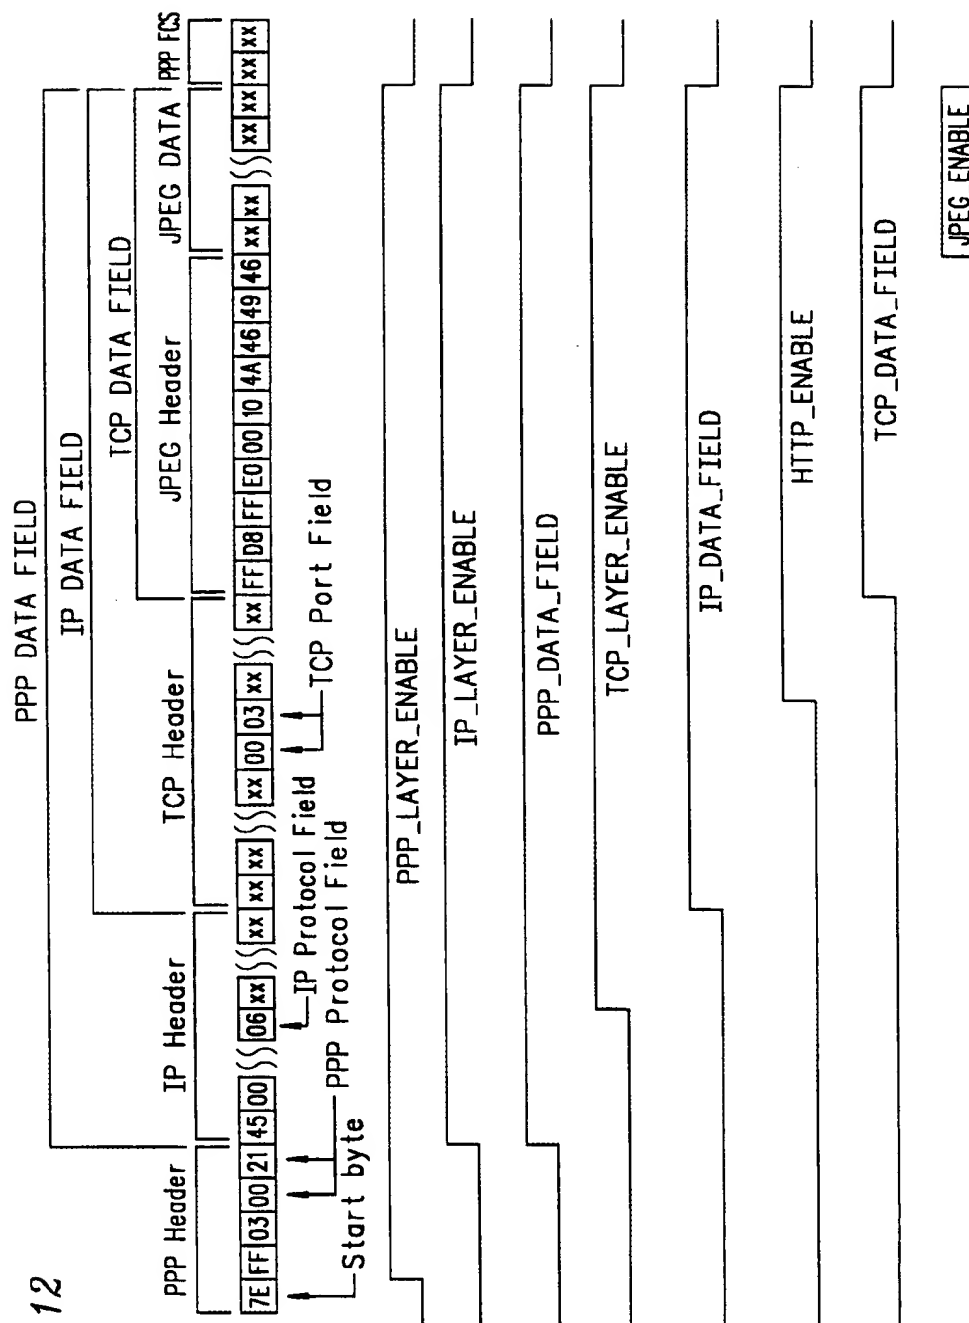 12
PPP DATA FIELD
IP DATA FIELD
TCP DATA FIELD
PPP Header
IP Header
TCP Header
JPEG Header
JPEG DATA
PPP FCS
7E FF 03 00 21 45 00 06 xx xx xx xx xx 00 03 xx xx FF D8 FF E0 00 10 4A 46 49 46 xx xx xx xx xx xx
Start byte
PPP Protocol Field
IP Protocol Field
TCP Port Field
PPP_LAYER_ENABLE
IP_LAYER_ENABLE
PPP_DATA_FIELD
TCP_LAYER_ENABLE
IP_DATA_FIELD
HTTP_ENABLE
TCP_DATA_FIELD
JPEG ENABLE